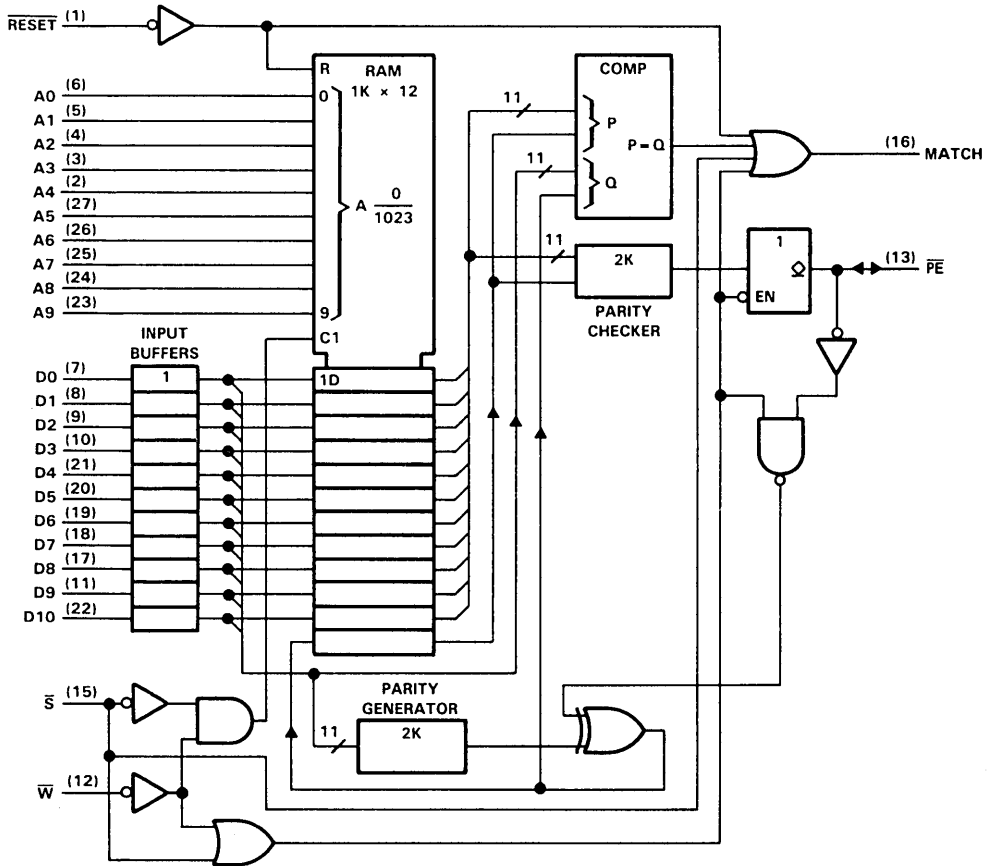 RESET (1)
R RAM
1K × 12
COMP
A0 (6) 0
A1 (5)
A2 (4)
A3 (3)
A4 (2)
A5 (27)
A6 (26)
A7 (25)
A8 (24)
A9 (23) 9
A 0
1023
C1
11
P
P = Q
11
Q
(16) MATCH
11
2K
PARITY
CHECKER
1
EN
(13) PE
INPUT
BUFFERS
D0 (7) 1 1D
D1 (8)
D2 (9)
D3 (10)
D4 (21)
D5 (20)
D6 (19)
D7 (18)
D8 (17)
D9 (11)
D10 (22)
S (15)
PARITY
GENERATOR
11
2K
W (12)